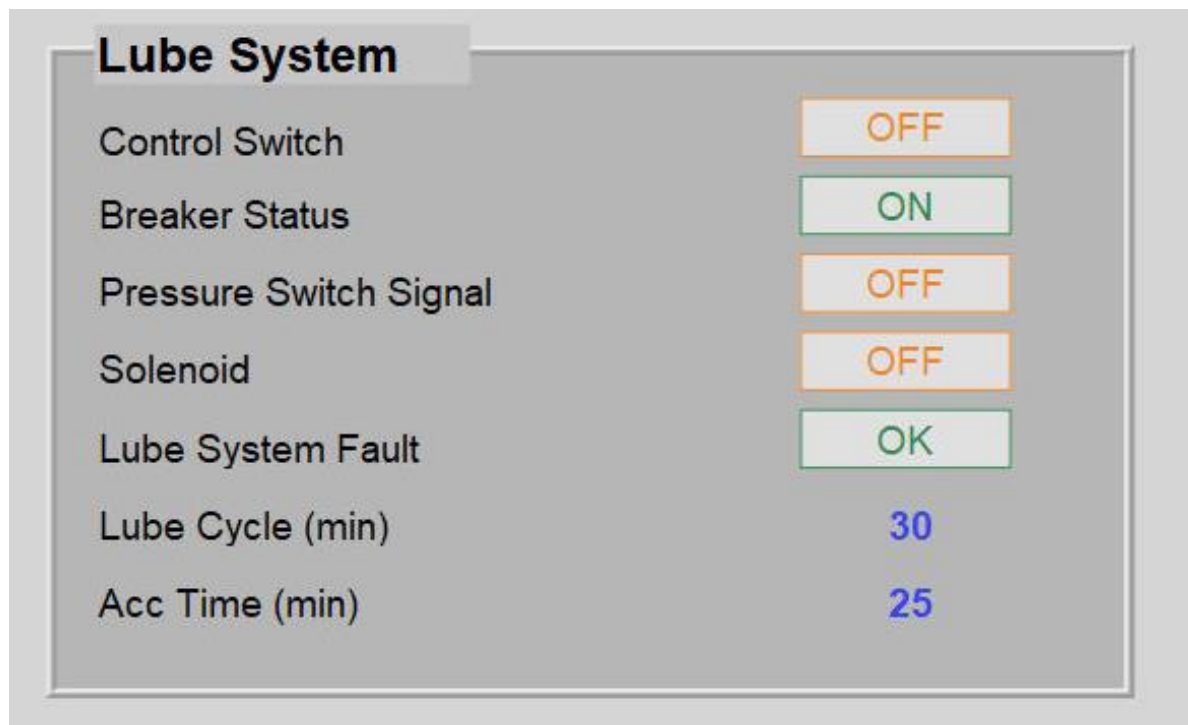 Lube System
Control Switch OFF
Breaker Status ON
Pressure Switch Signal OFF
Solenoid OFF
Lube System Fault OK
Lube Cycle (min) 30
Acc Time (min) 25